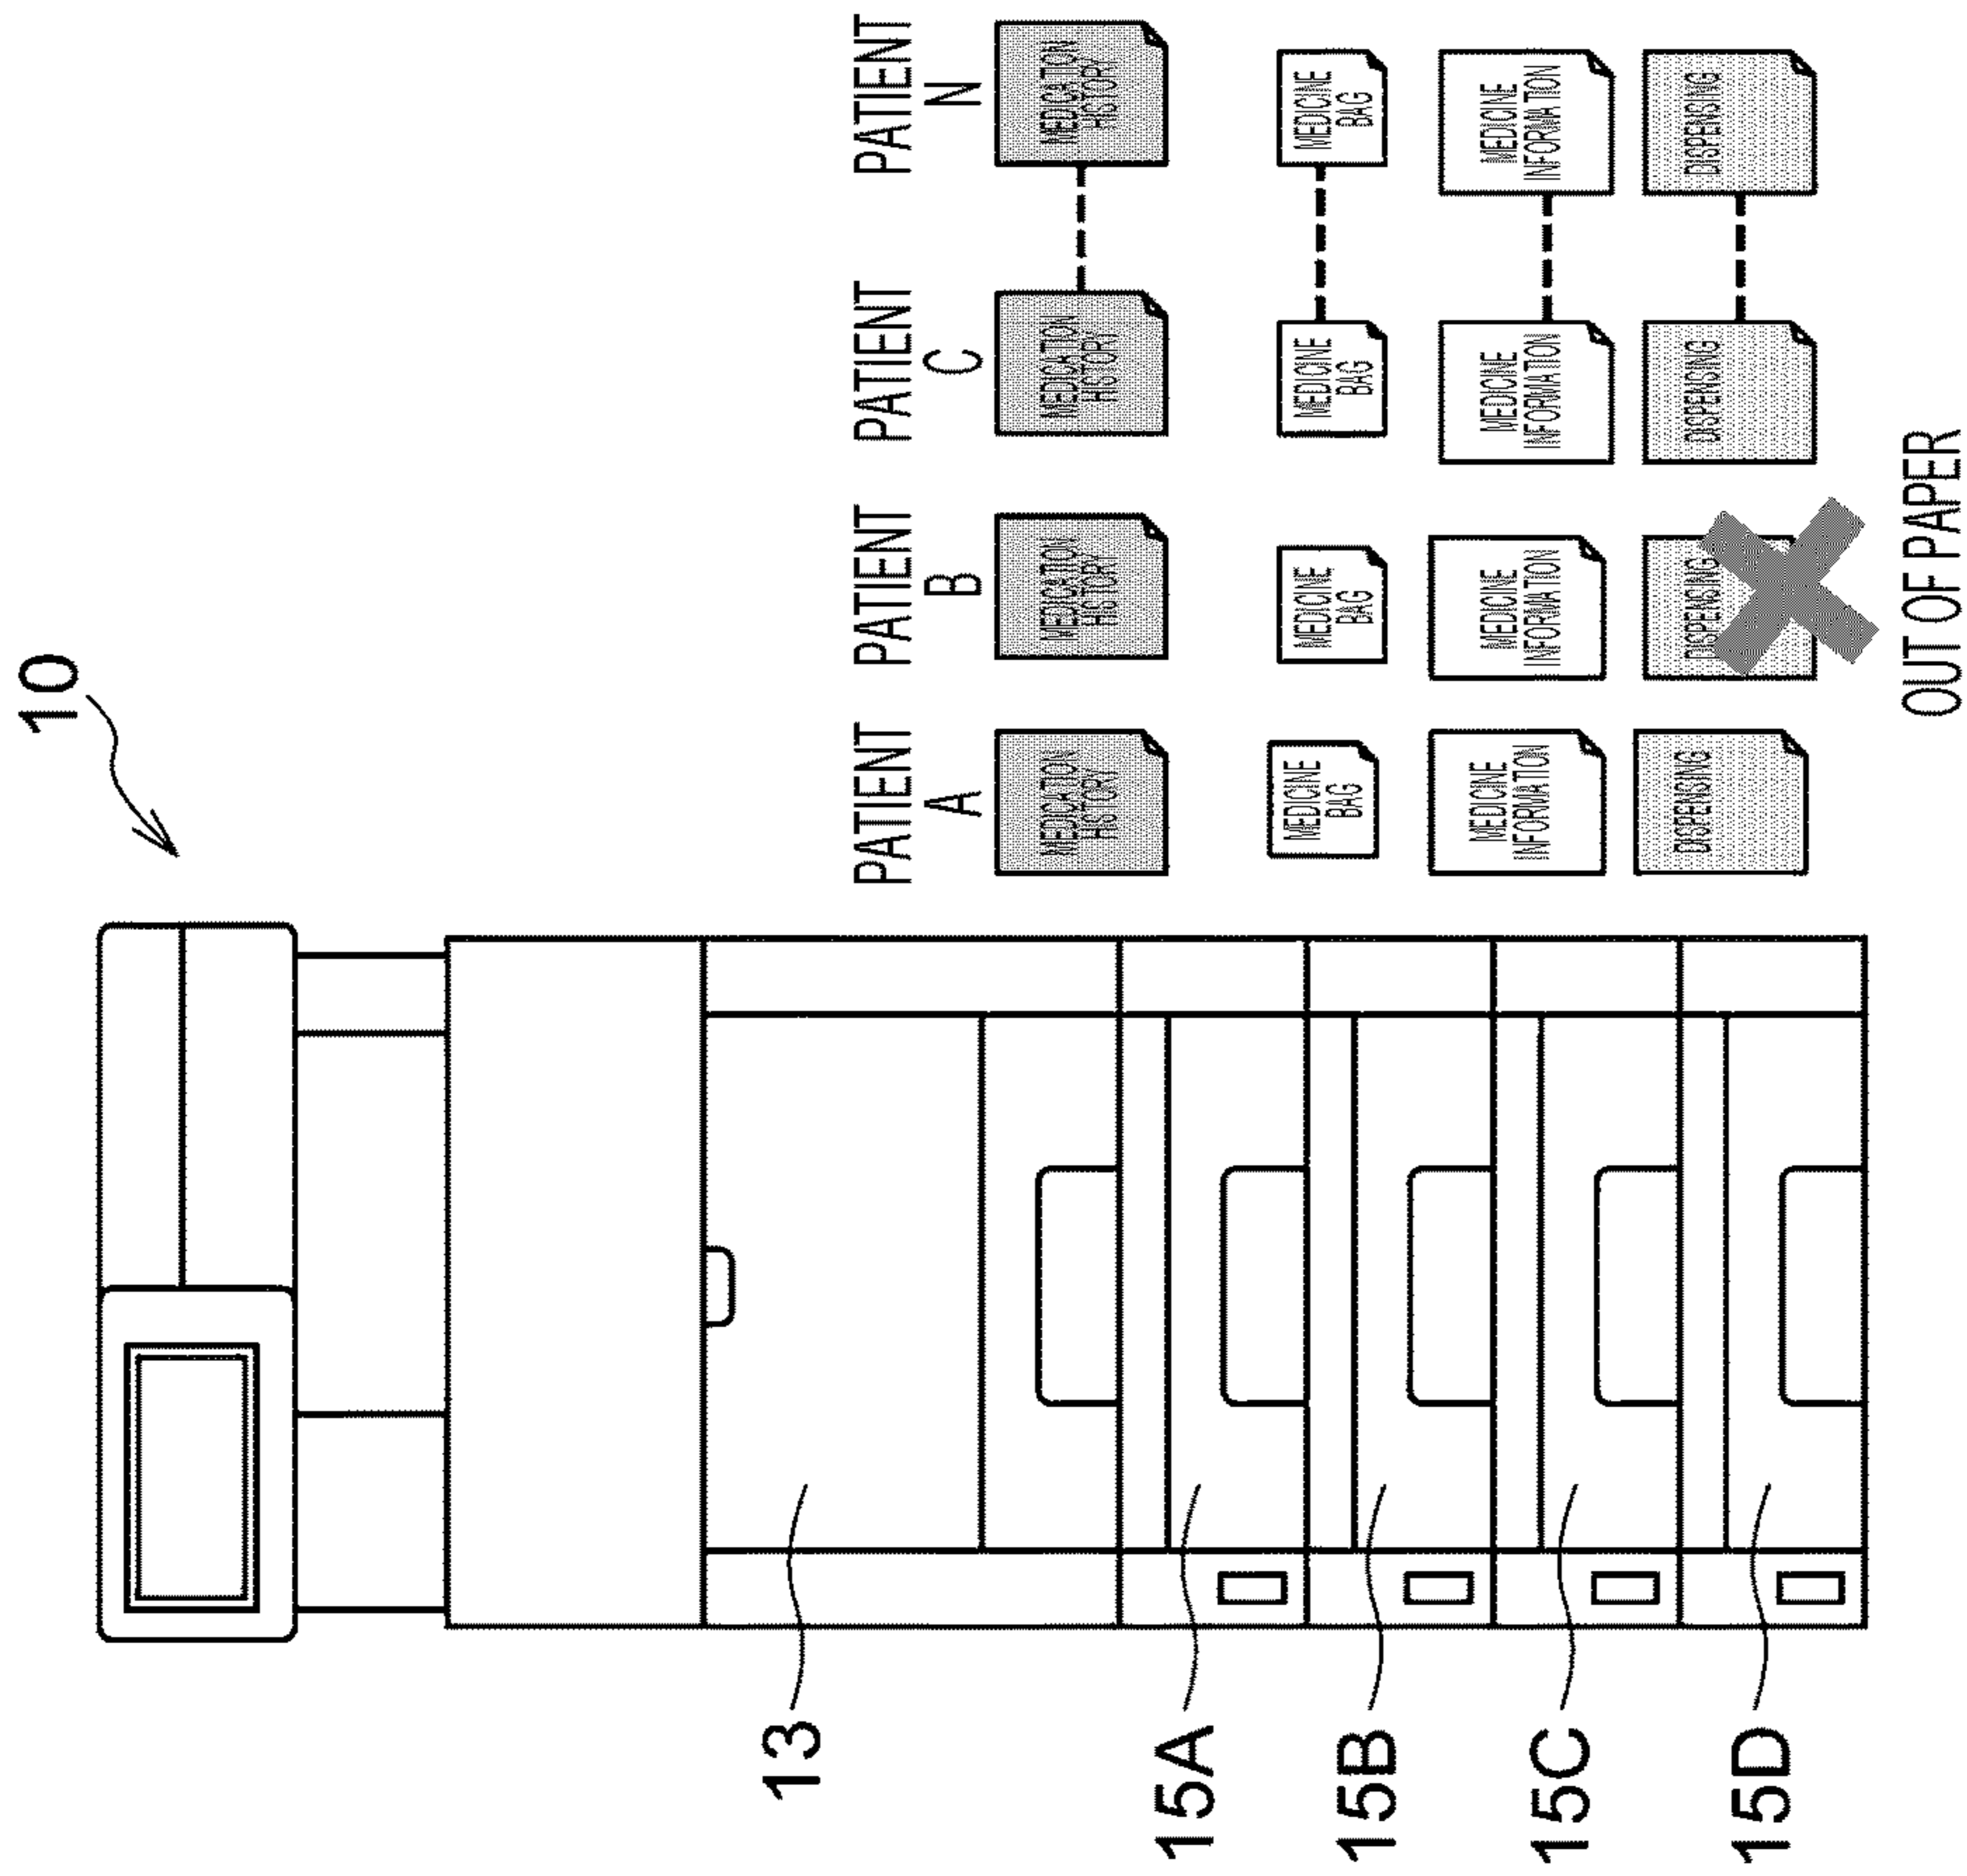 10
PATIENT
A
PATIENT
B
PATIENT
C
PATIENT
N
13
MEDICATION
HISTORY
MEDICATION
HISTORY
MEDICATION
HISTORY
MEDICATION
HISTORY
15A
MEDICINE
BAG
MEDICINE
BAG
MEDICINE
BAG
MEDICINE
BAG
15B
MEDICINE
INFORMATION
MEDICINE
INFORMATION
MEDICINE
INFORMATION
MEDICINE
INFORMATION
15C
DISPENSING
DISPENSING
DISPENSING
DISPENSING
15D
OUT OF PAPER